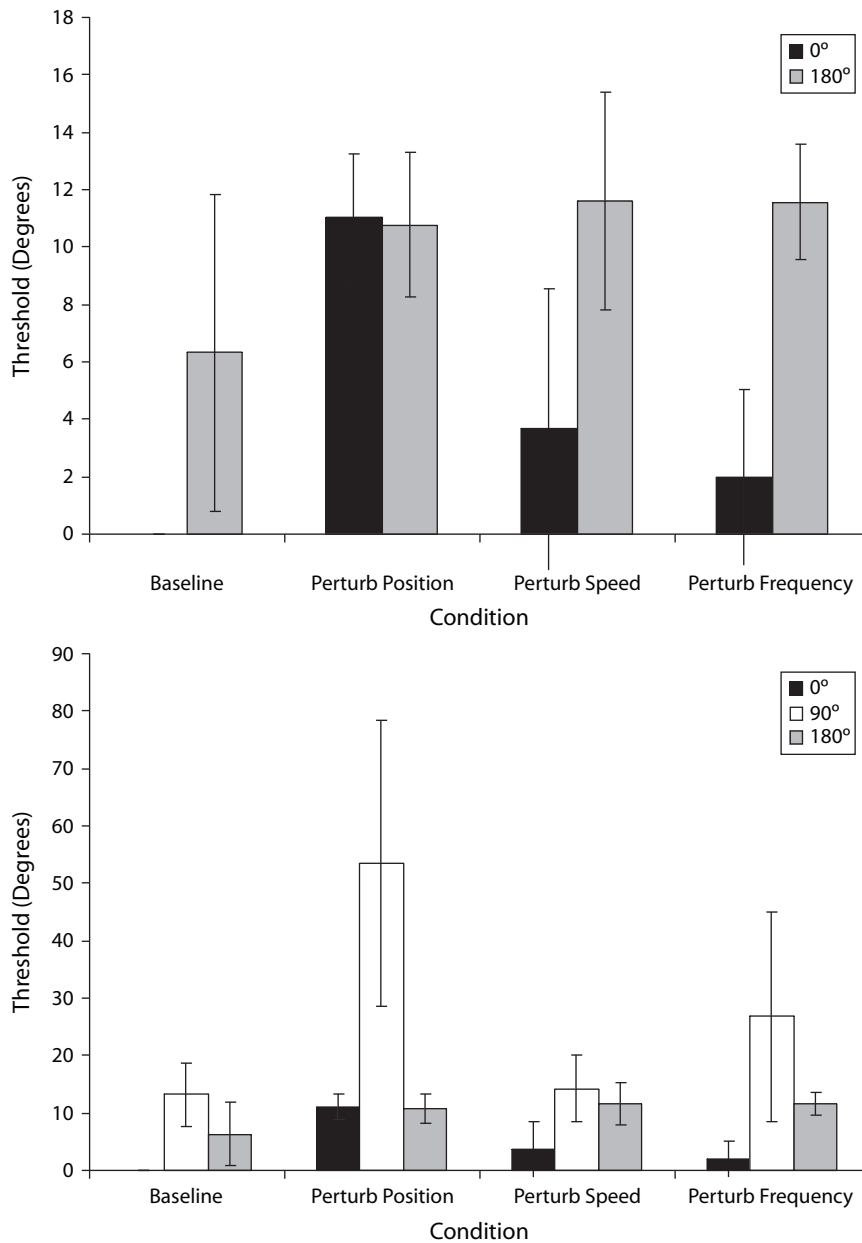 18
16
14
12
10
8
6
4
2
0
Threshold (Degrees)
0º
180º
Baseline Perturb Position Perturb Speed Perturb Frequency
Condition
90
80
70
60
50
40
30
20
10
0
Threshold (Degrees)
0º
90º
180º
Baseline Perturb Position Perturb Speed Perturb Frequency
Condition